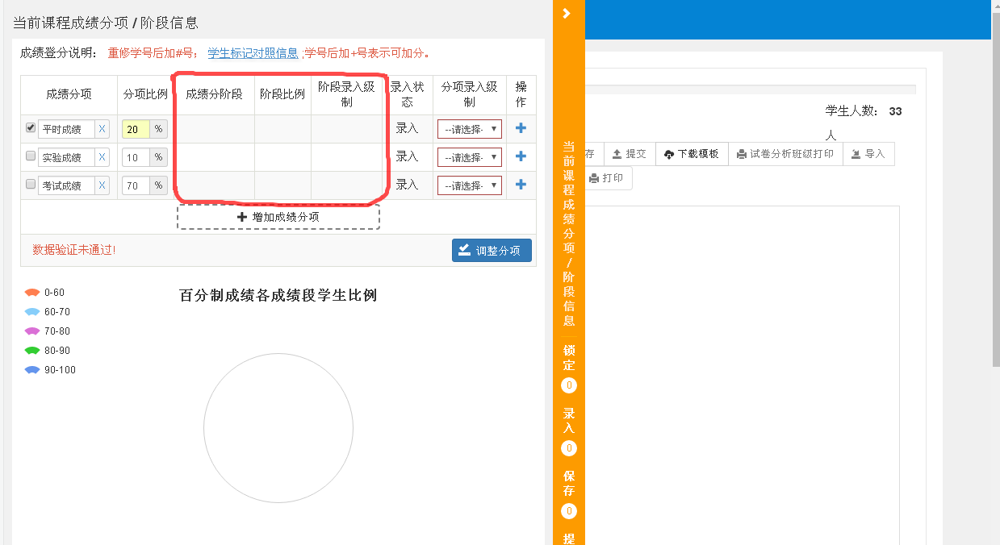 当前课程成绩分项 / 阶段信息
成绩登分说明： 重修学号后加#号； 学生标记对照信息 ;学号后加+号表示可加分。
成绩分项 分项比例 成绩分阶段 阶段比例 阶段录入级制 录入状态 分项录入级制 操作
平时成绩 X 20 % 录入 --请选择-
实验成绩 X 10 % 录入 --请选择-
考试成绩 X 70 % 录入 --请选择-
增加成绩分项
数据验证未通过!
调整分项
百分制成绩各成绩段学生比例
0-60
60-70
70-80
80-90
90-100
当前课程成绩分项/阶段信息
锁定
0
录入
0
保存
0
提
学生人数： 33
人
存 提交 下载模板 试卷分析班级打印 导入
打印